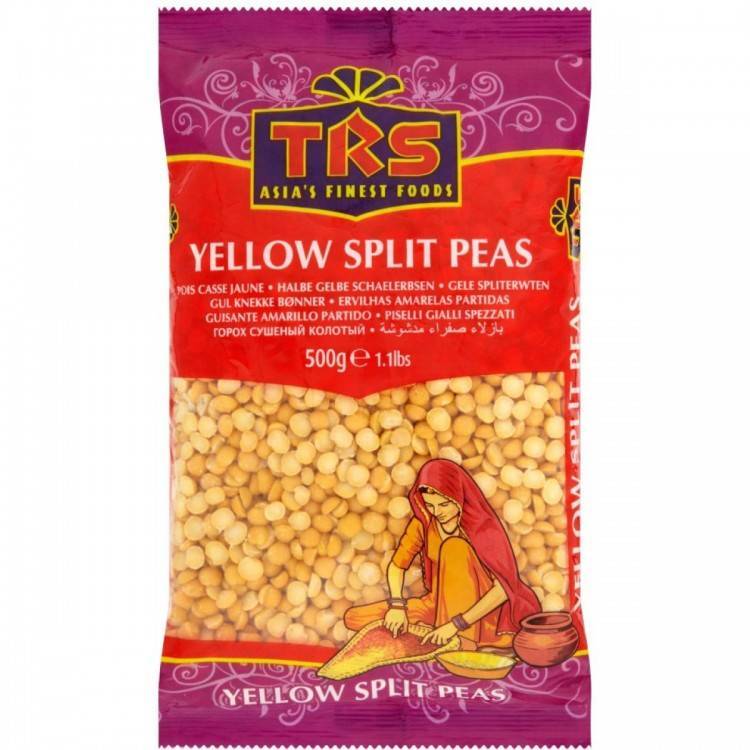 TRS
ASIA'S FINEST FOODS
YELLOW SPLIT PEAS
POIS CASSE JAUNE • HALBE GELBE SCHAELERBSEN • GELE SPLITERWTEN
GUL KNEKKE BØNNER • ERVILHAS AMARELAS PARTIDAS
GUISANTE AMARILLO PARTIDO • PISELLI GIALLI SPEZZATI
ГОРОХ СУШЕНЫЙ КОЛОТЫЙ • بازلاء صفراء مدشوشة
500g ℮ 1.1lbs
YELLOW SPLIT PEAS
YELLOW SPLIT PEAS